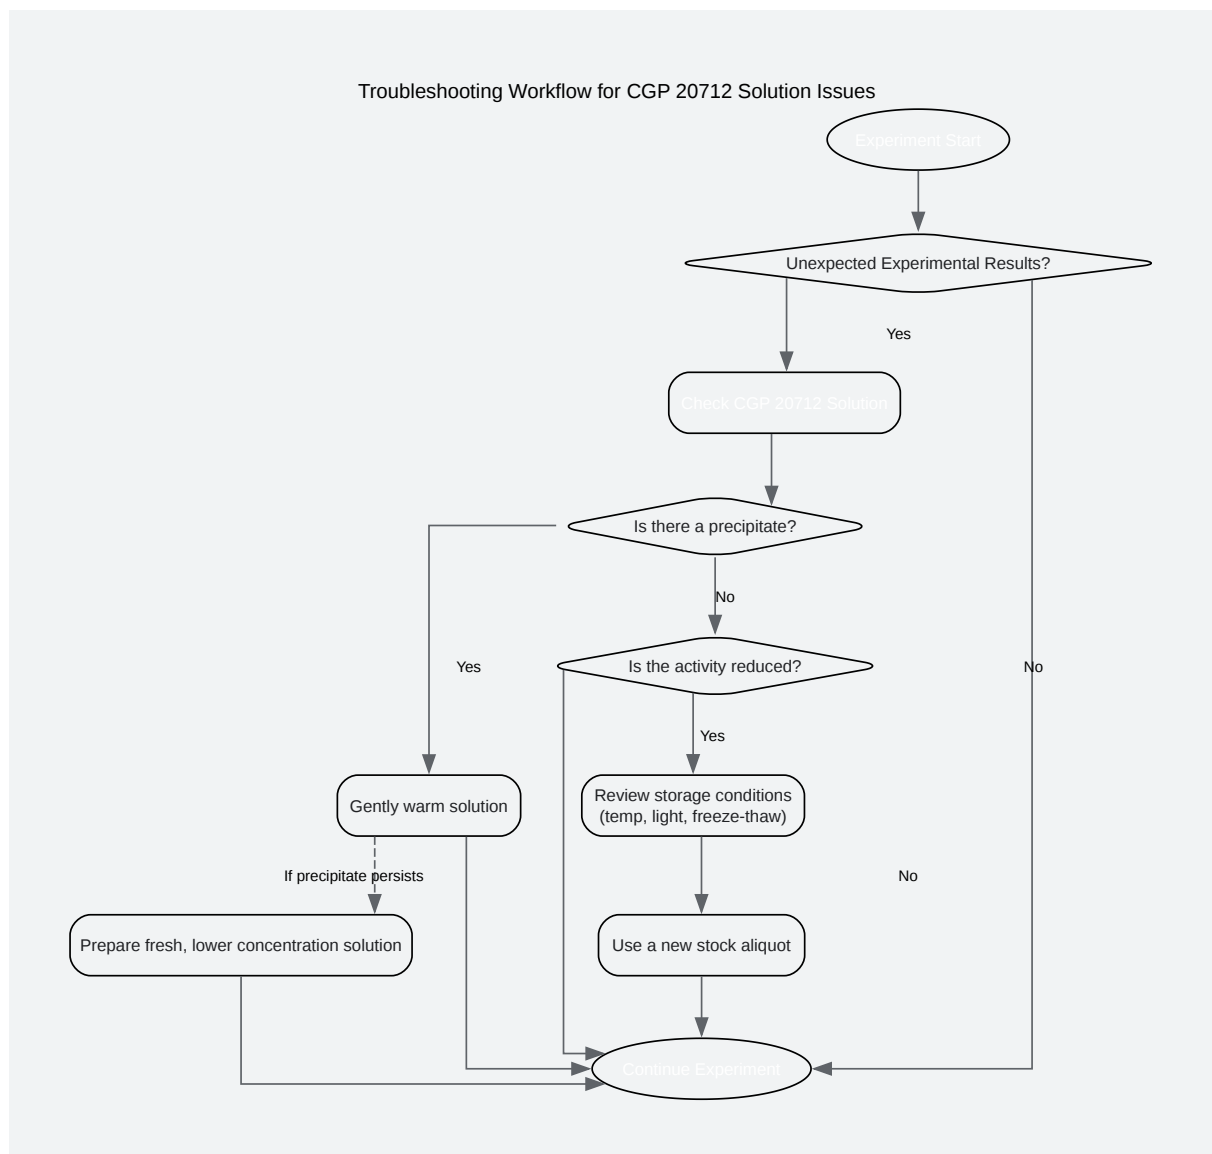 Troubleshooting Workflow for CGP 20712 Solution Issues
Experiment Start
Unexpected Experimental Results?
Yes
Check CGP 20712 Solution
Is there a precipitate?
No
Is the activity reduced?
Yes
No
Yes
Gently warm solution
Review storage conditions
(temp, light, freeze-thaw)
If precipitate persists
No
Prepare fresh, lower concentration solution
Use a new stock aliquot
Continue Experiment